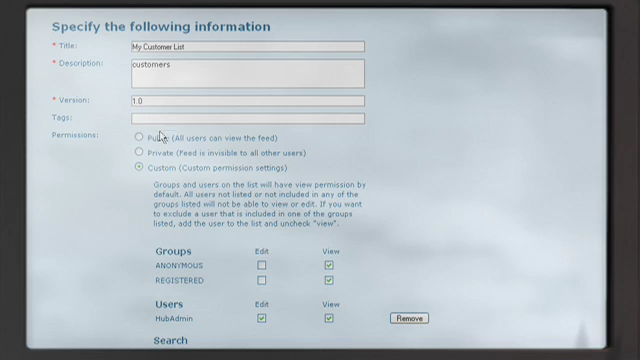 Specify the following information
* Title: My Customer List
* Description: customers
* Version: 1.0
Tags:
Permissions:
(All users can view the feed)
Private (Feed is invisible to all other users)
Custom (Custom permission settings)
Groups and users on the list will have view permission by
default. All users not listed or not included in any of the
groups listed will not be able to view or edit. If you want
to exclude a user that is included in one of the groups
listed, add the user to the list and uncheck "view".
Groups Edit View
ANONYMOUS
REGISTERED
Users Edit View
HubAdmin Remove
Search